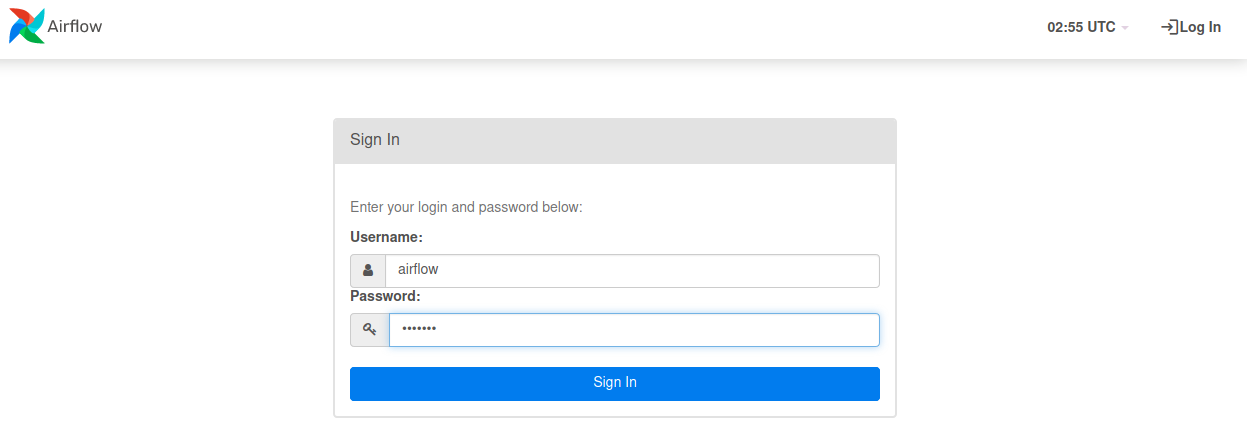 Airflow
02:55 UTC
Log In
Sign In
Enter your login and password below:
Username:
airflow
Password:
•••••••
Sign In